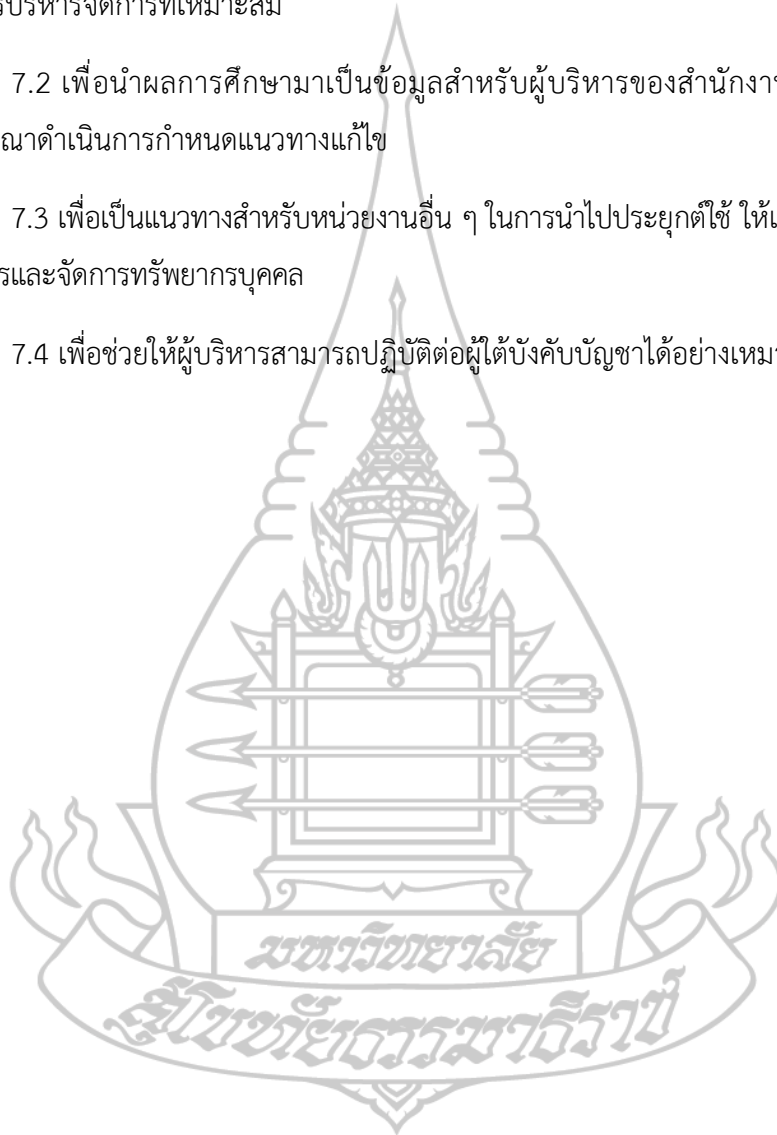 รบริหารจัดการที่เหมาะสม
7.2 เพื่อนำผลการศึกษามาเป็นข้อมูลสำหรับผู้บริหารของสำนักงาน
ณาดำเนินการกำหนดแนวทางแก้ไข
7.3 เพื่อเป็นแนวทางสำหรับหน่วยงานอื่น ๆ ในการนำไปประยุกต์ใช้ ให้เ
รและจัดการทรัพยากรบุคคล
7.4 เพื่อช่วยให้ผู้บริหารสามารถปฏิบัติต่อผู้ใต้บังคับบัญชาได้อย่างเหมา
มหาวิทยาลัย
สุโขทัยธรรมาธิราช